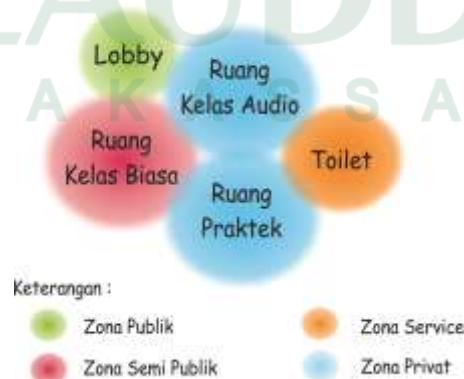 LAUDD
A K S S A
Lobby
Ruang
Kelas Audio
Ruang
Kelas Biasa
Toilet
Ruang
Praktek
Keterangan :
Zona Publik
Zona Service
Zona Semi Publik
Zona Privat